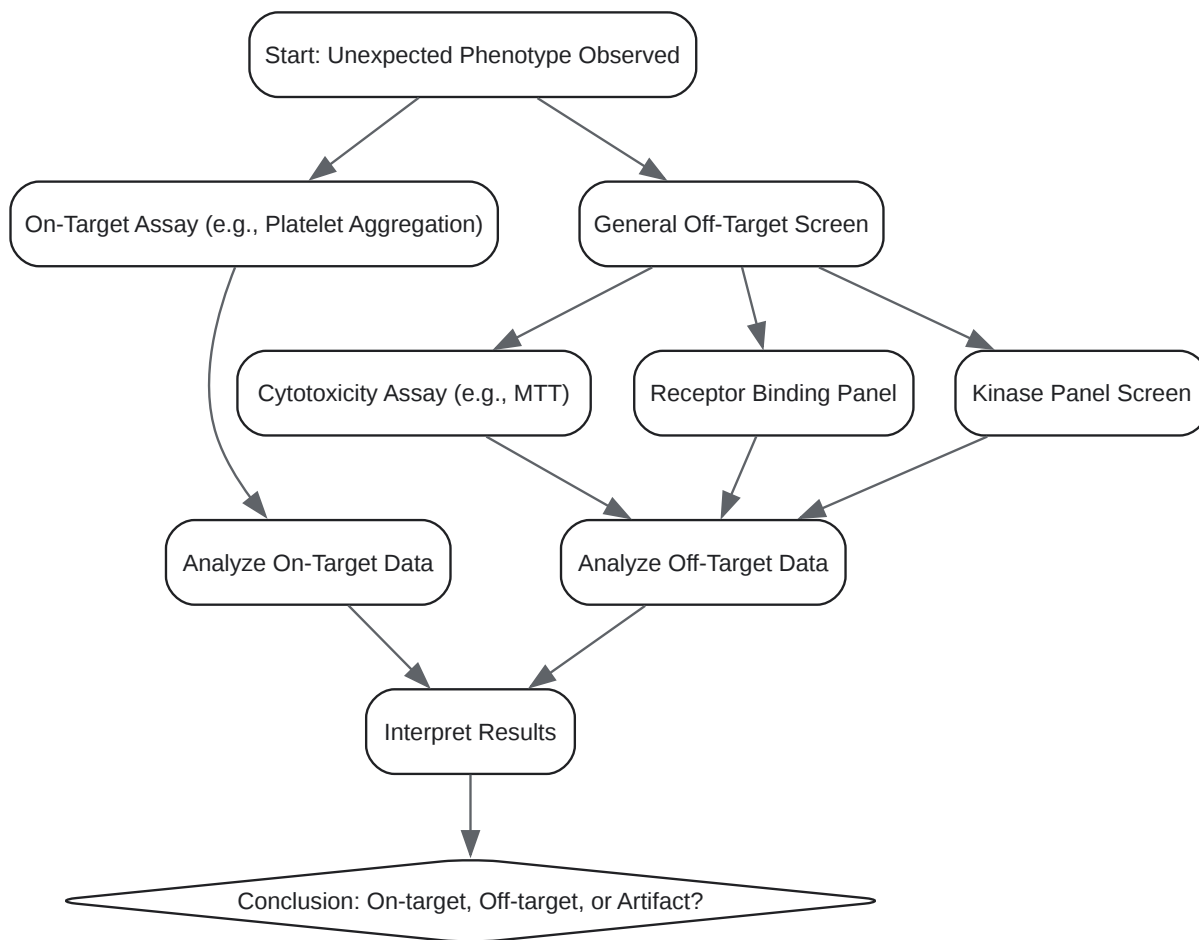 Start: Unexpected Phenotype Observed
On-Target Assay (e.g., Platelet Aggregation)
General Off-Target Screen
Cytotoxicity Assay (e.g., MTT)
Receptor Binding Panel
Kinase Panel Screen
Analyze On-Target Data
Analyze Off-Target Data
Interpret Results
Conclusion: On-target, Off-target, or Artifact?